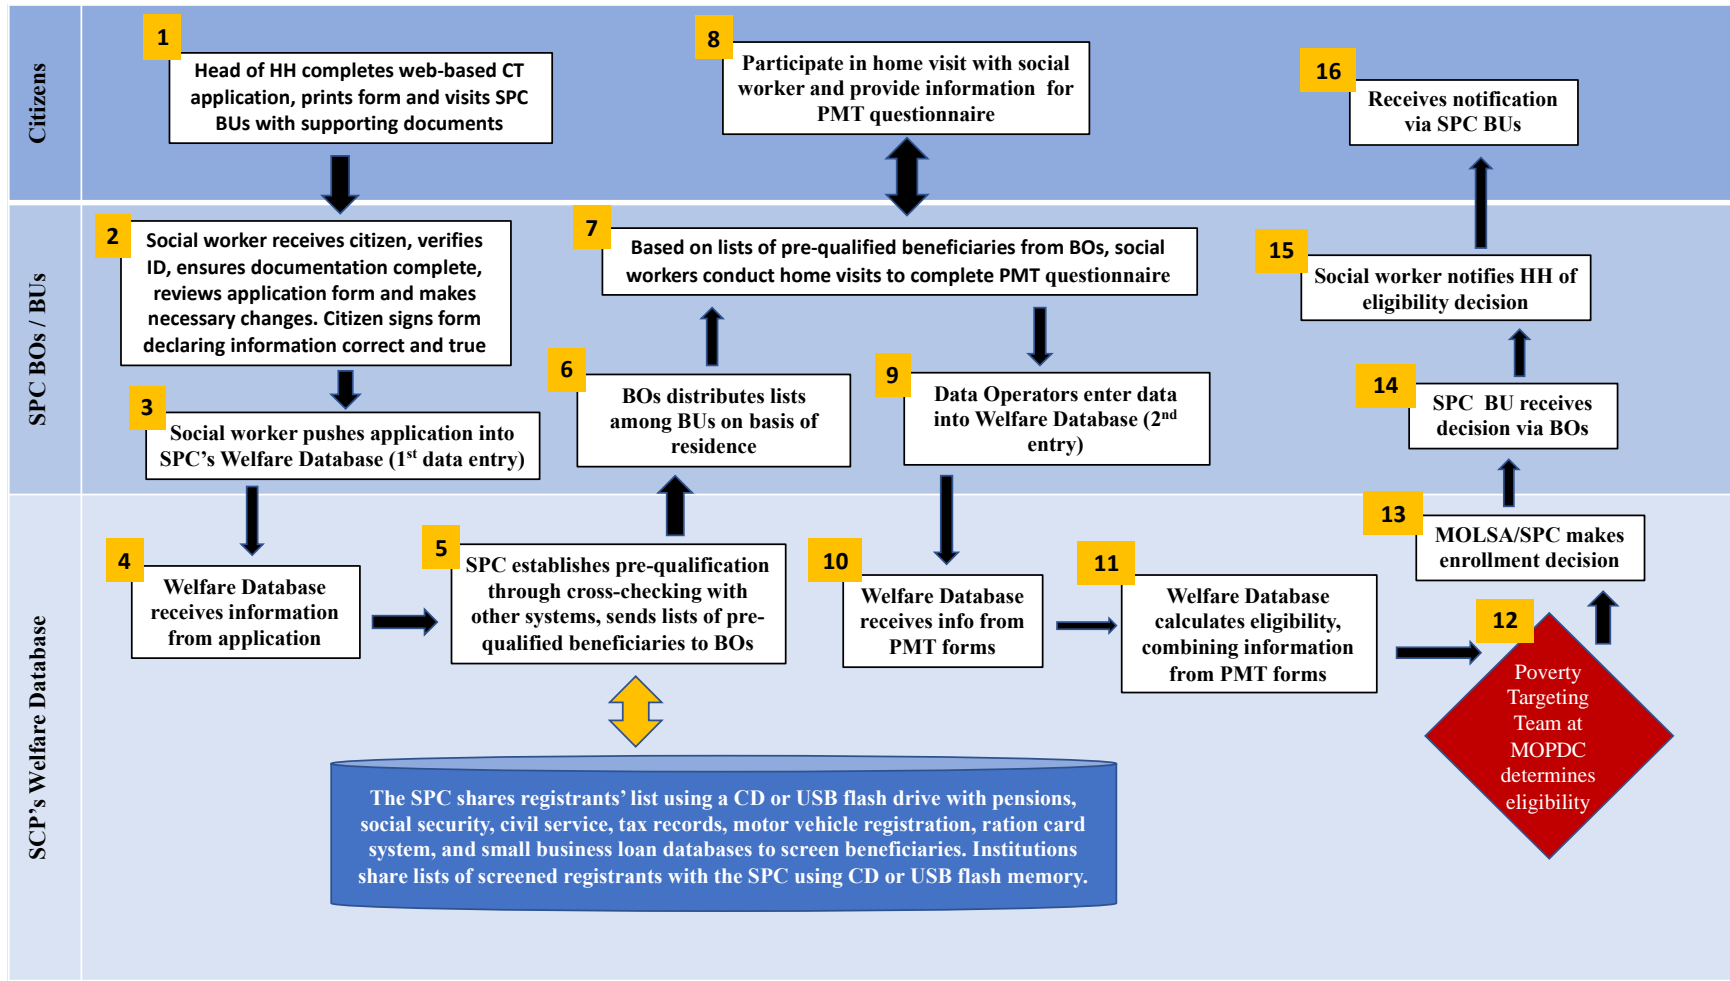 Citizens
1
Head of HH completes web-based CT
application, prints form and visits SPC
BUs with supporting documents
8
Participate in home visit with social
worker and provide information for
PMT questionnaire
16
Receives notification
via SPC BUs
SPC BOs / BUs
2
Social worker receives citizen, verifies
ID, ensures documentation complete,
reviews application form and makes
necessary changes. Citizen signs form
declaring information correct and true
3
Social worker pushes application into
SPC's Welfare Database (1st data entry)
6
BOs distributes lists
among BUs on basis of
residence
7
Based on lists of pre-qualified beneficiaries from BOs, social
workers conduct home visits to complete PMT questionnaire
9
Data Operators enter data
into Welfare Database (2nd
entry)
15
Social worker notifies HH of
eligibility decision
14
SPC BU receives
decision via BOs
SCP's Welfare Database
4
Welfare Database
receives information
from application
5
SPC establishes pre-qualification
through cross-checking with
other systems, sends lists of pre-
qualified beneficiaries to BOs
10
Welfare Database
receives info from
PMT forms
11
Welfare Database
calculates eligibility,
combining information
from PMT forms
13
MOLSA/SPC makes
enrollment decision
12
Poverty
Targeting
Team at
MOPDC
determines
eligibility
The SPC shares registrants' list using a CD or USB flash drive with pensions,
social security, civil service, tax records, motor vehicle registration, ration card
system, and small business loan databases to screen beneficiaries. Institutions
share lists of screened registrants with the SPC using CD or USB flash memory.